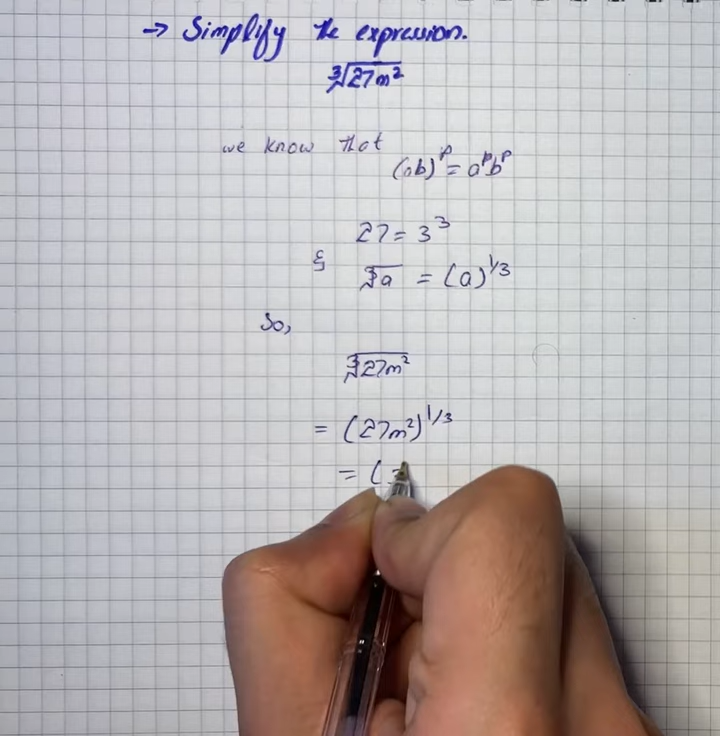 → Simplify the expression.
∛27m²
we know that
(ab)ᵖ = aᵖbᵖ
27 = 3³
& ∛a = (a)^1/3
So,
∛27m²
= (27m²)^1/3
= (